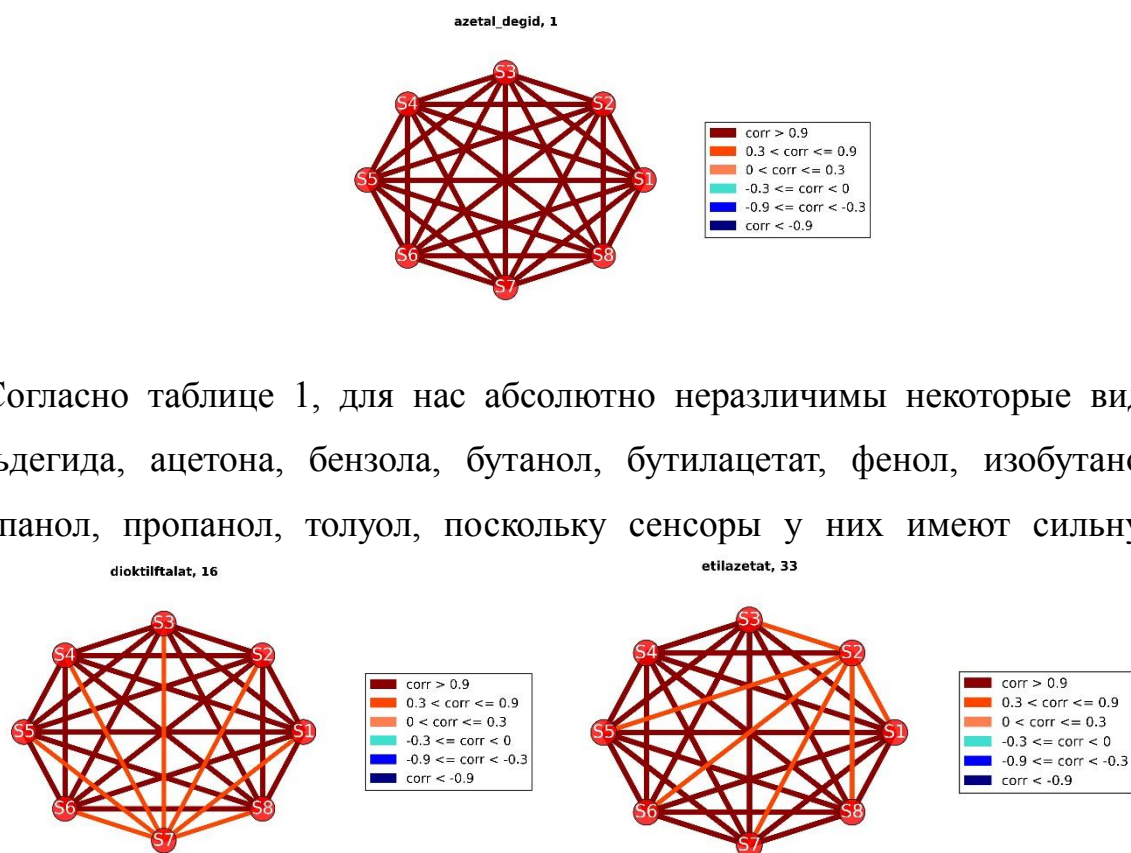 azetal_degid, 1
S3
S4
S2
S5
S1
S6
S8
S7
corr > 0.9
0.3 < corr <= 0.9
0 < corr <= 0.3
-0.3 <= corr < 0
-0.9 <= corr < -0.3
corr < -0.9
Согласно таблице 1, для нас абсолютно неразличимы некоторые вид
ьдегида, ацетона, бензола, бутанол, бутилацетат, фенол, изобутано
панол, пропанол, толуол, поскольку сенсоры у них имеют сильну
dioktilftalat, 16
S3
S4
S2
S5
S1
S6
S8
S7
corr > 0.9
0.3 < corr <= 0.9
0 < corr <= 0.3
-0.3 <= corr < 0
-0.9 <= corr < -0.3
corr < -0.9
etilazetat, 33
S3
S4
S2
S5
S1
S6
S8
S7
corr > 0.9
0.3 < corr <= 0.9
0 < corr <= 0.3
-0.3 <= corr < 0
-0.9 <= corr < -0.3
corr < -0.9